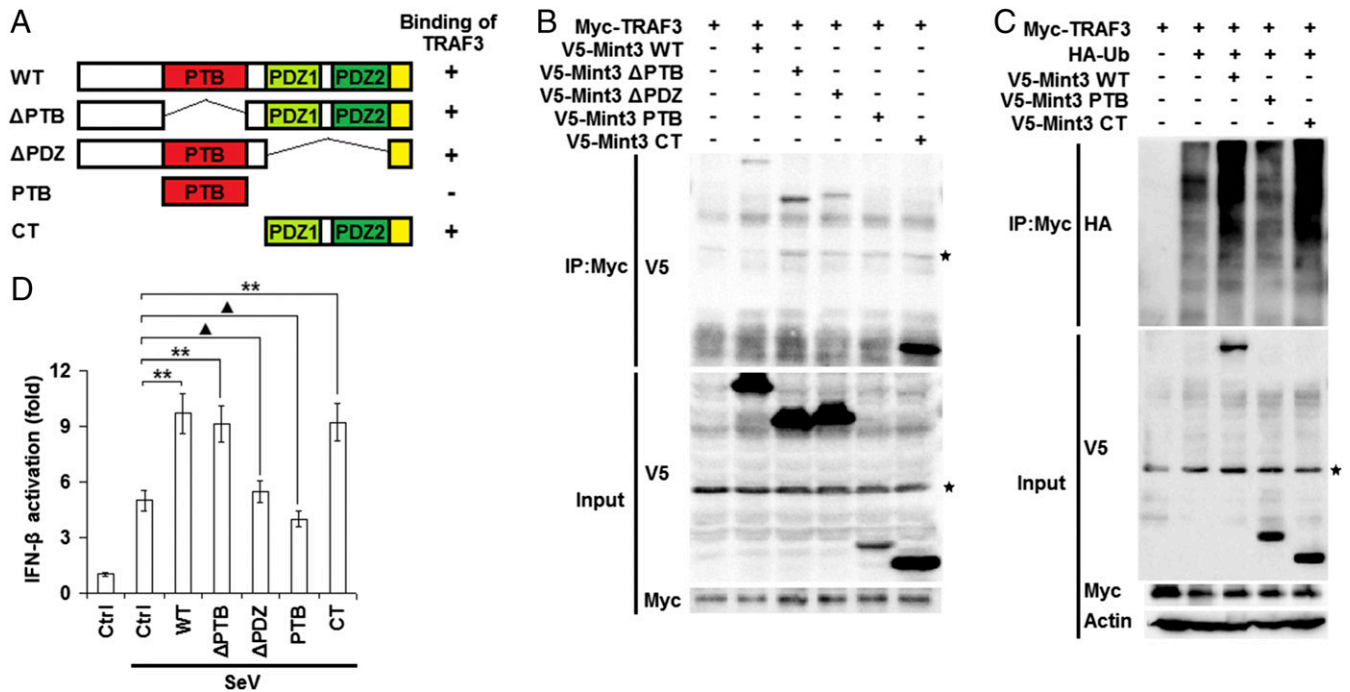 A
Binding of
TRAF3
WT PTB PDZ1 PDZ2 +
ΔPTB PDZ1 PDZ2 +
ΔPDZ PTB +
PTB PTB -
CT PDZ1 PDZ2 +
B
Myc-TRAF3 + + + + + +
V5-Mint3 WT - + - - - -
V5-Mint3 ΔPTB - - + - - -
V5-Mint3 ΔPDZ - - - + - -
V5-Mint3 PTB - - - - + -
V5-Mint3 CT - - - - - +
IP:Myc V5 ★
Input V5 ★
Myc
C
Myc-TRAF3 + + + + +
HA-Ub - + + + +
V5-Mint3 WT - - + - -
V5-Mint3 PTB - - - + -
V5-Mint3 CT - - - - +
IP:Myc HA
Input V5 ★
Myc
Actin
D
**
▲
▲
**
**
IFN-β activation (fold)
12
9
6
3
0
Ctrl Ctrl WT ΔPTB ΔPDZ PTB CT
SeV